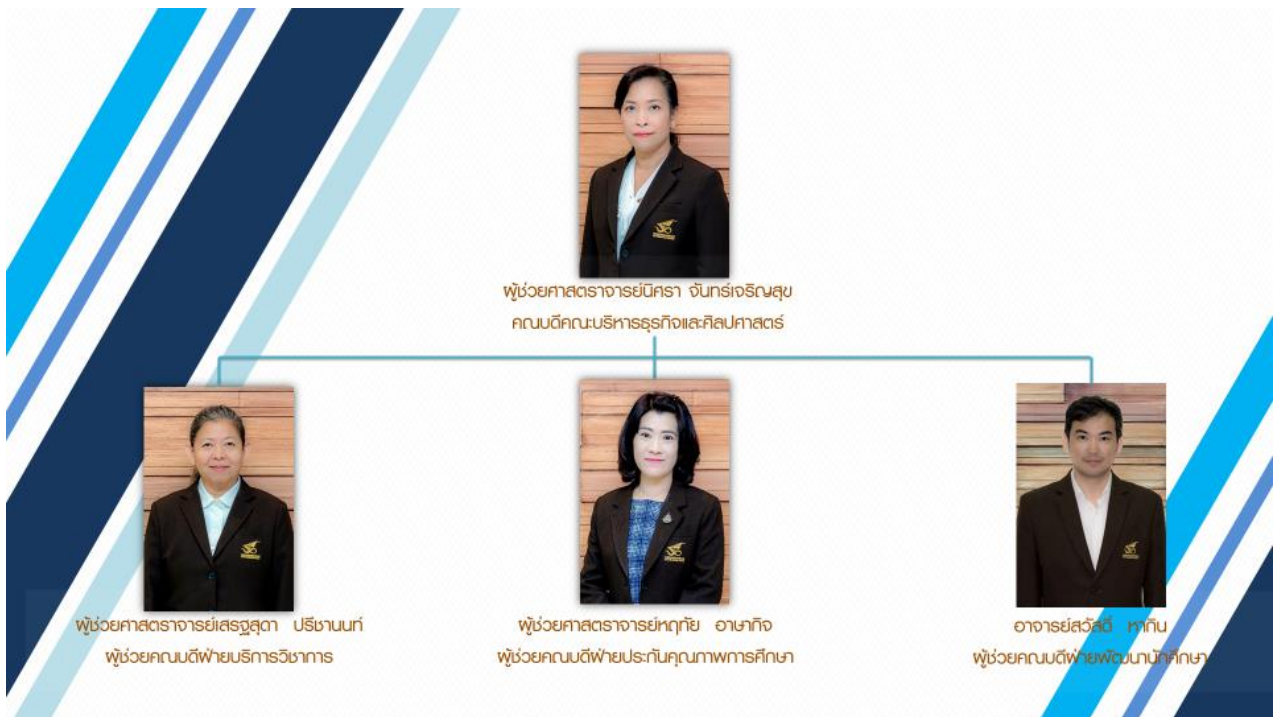 ผู้ช่วยศาสตราจารย์นิศรา จันทร์เจริญสุข
คณบดีคณะบริหารธุรกิจและศิลปศาสตร์
ผู้ช่วยศาสตราจารย์เสรฐสุดา ปรีชานนท์
ผู้ช่วยคณบดีฝ่ายบริการวิชาการ
ผู้ช่วยศาสตราจารย์หฤทัย อาษากิจ
ผู้ช่วยคณบดีฝ่ายประกันคุณภาพการศึกษา
อาจารย์สวัสดิ์ หากิน
ผู้ช่วยคณบดีฝ่ายพัฒนานักศึกษา